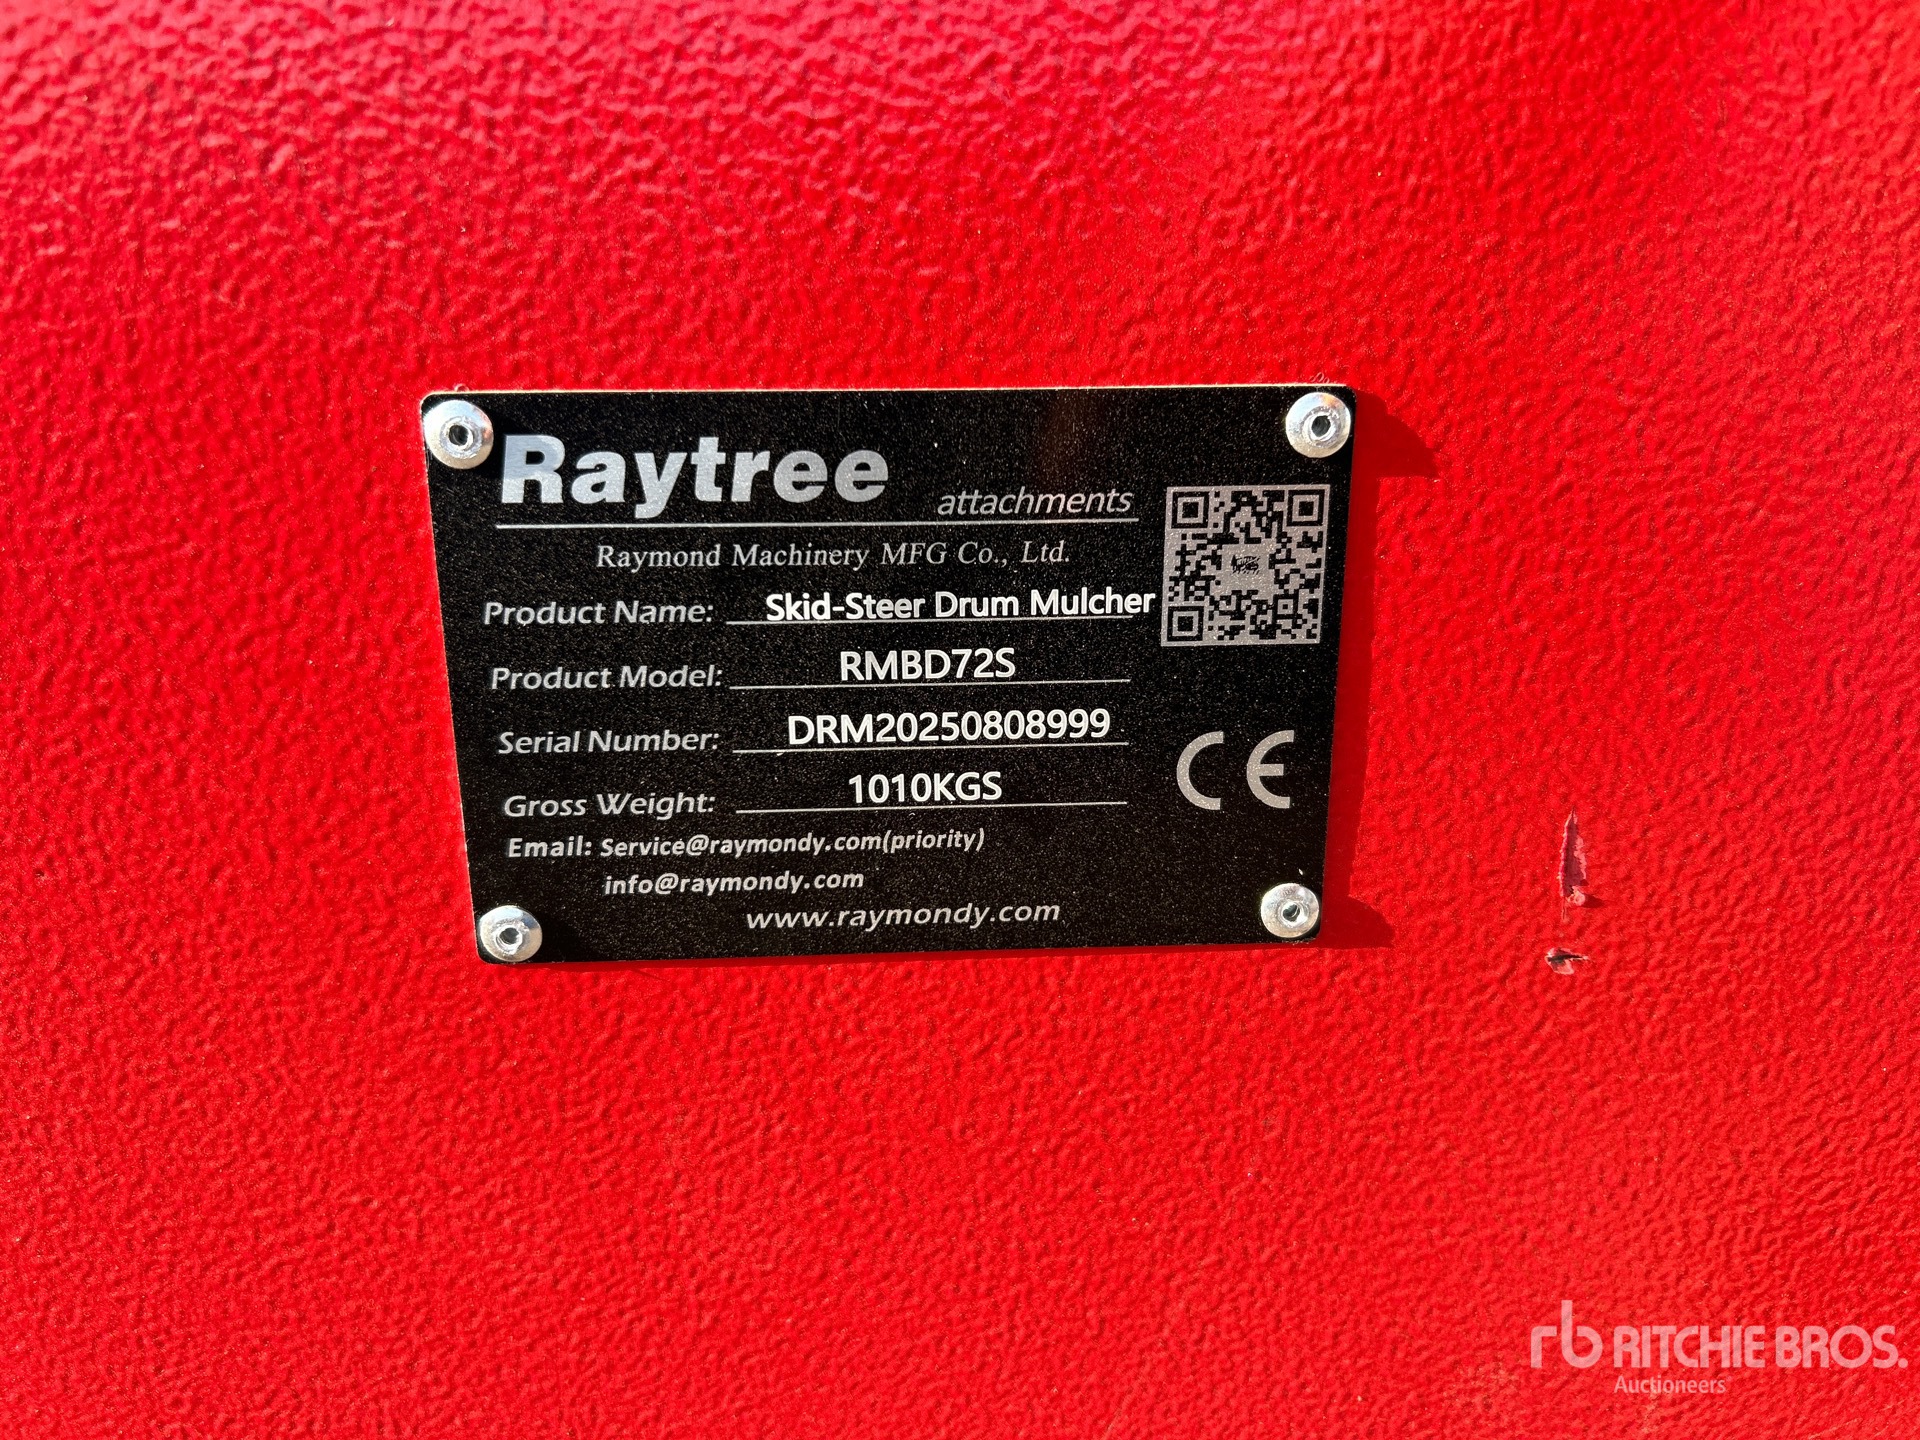 Raytree attachments
Raymond Machinery MFG Co., Ltd.
Product Name: Skid-Steer Drum Mulcher
Product Model: RMBD72S
Serial Number: DRM20250808999
Gross Weight: 1010KGS
Email: Service@raymondy.com(priority)
info@raymondy.com
www.raymondy.com
CE
rb RITCHIE BROS.
Auctioneers